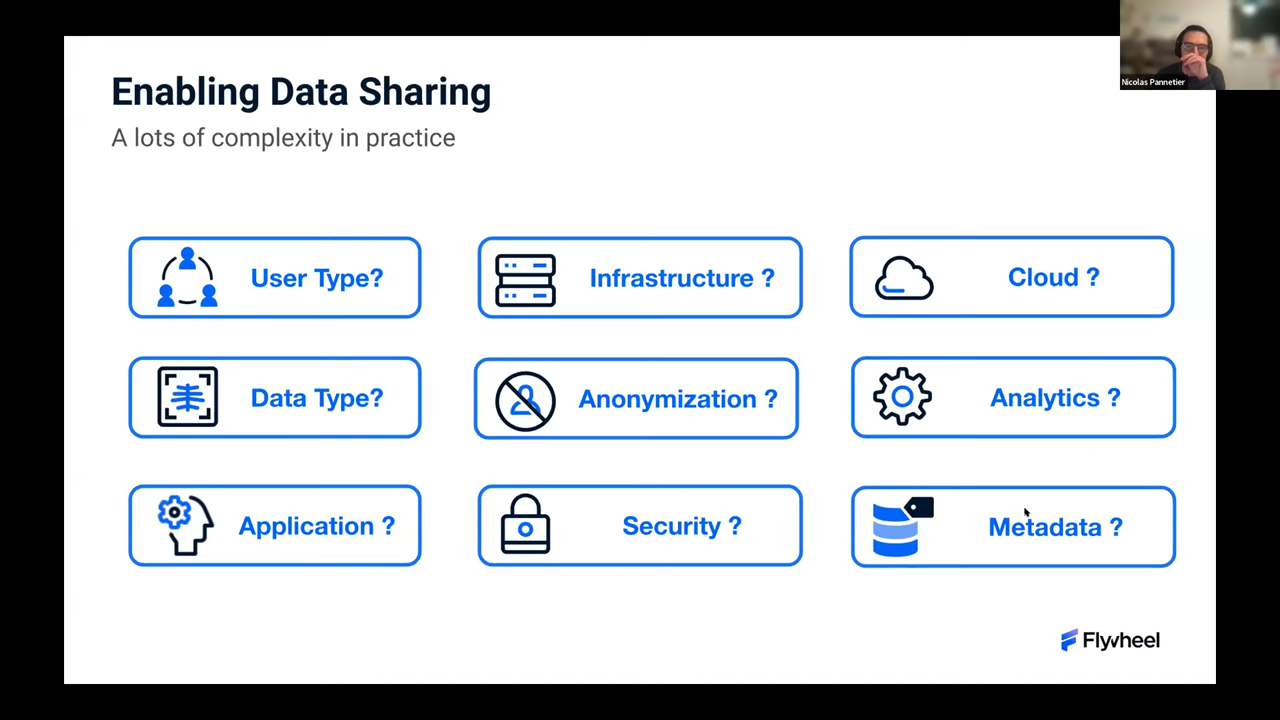 Nicolas Pannetier
Enabling Data Sharing
A lots of complexity in practice
User Type?
Infrastructure ?
Cloud ?
Data Type?
Anonymization ?
Analytics ?
Application ?
Security ?
Metadata ?
Flywheel